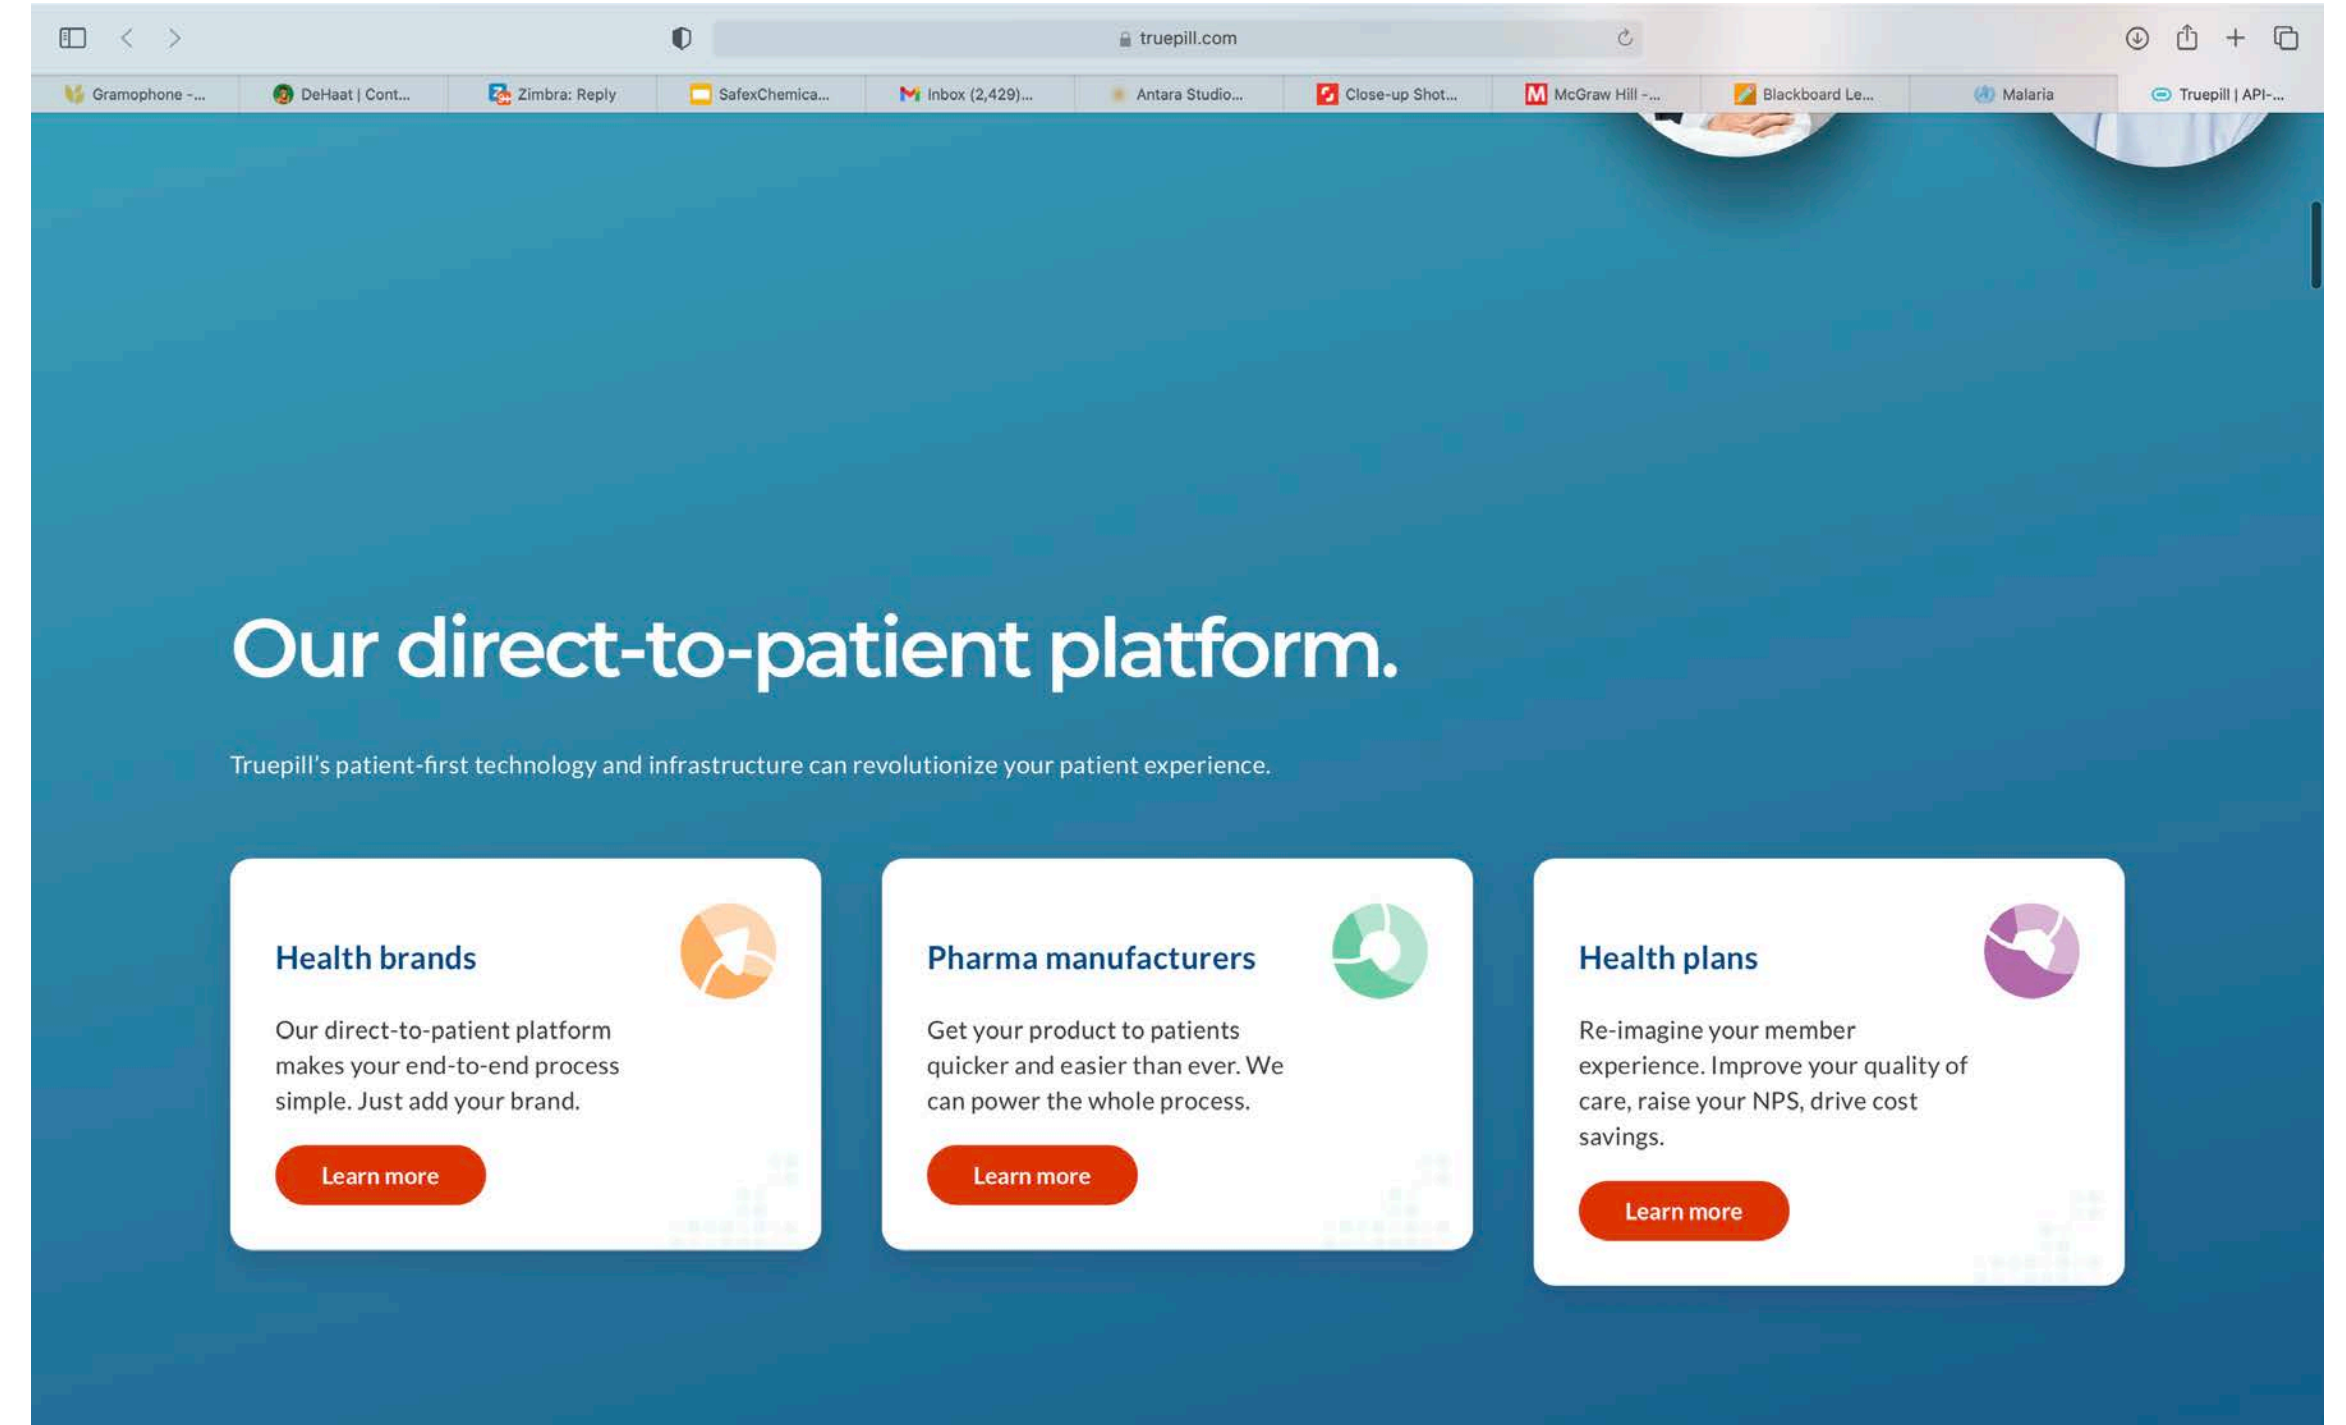 truepill.com
Gramophone -...
DeHaat | Cont...
Zimbra: Reply
SafexChemica...
Inbox (2,429)...
Antara Studio...
Close-up Shot...
McGraw Hill -...
Blackboard Le...
Malaria
Truepill | API-...
Our direct-to-patient platform.
Truepill's patient-first technology and infrastructure can revolutionize your patient experience.
Health brands
Our direct-to-patient platform
makes your end-to-end process
simple. Just add your brand.
Learn more
Pharma manufacturers
Get your product to patients
quicker and easier than ever. We
can power the whole process.
Learn more
Health plans
Re-imagine your member
experience. Improve your quality of
care, raise your NPS, drive cost
savings.
Learn more